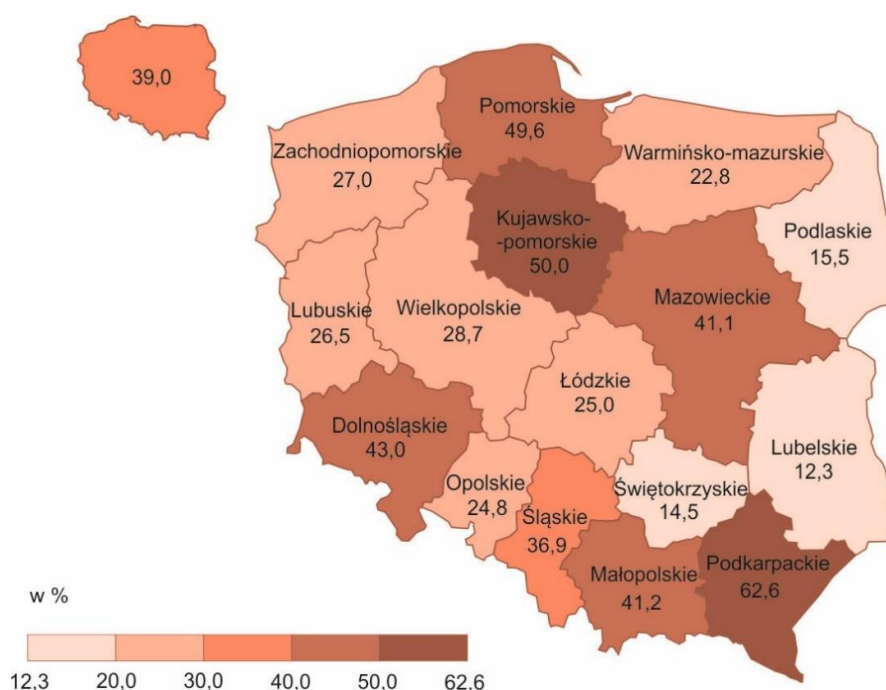 39,0
Pomorskie
49,6
Zachodniopomorskie
27,0
Warmińsko-mazurskie
22,8
Kujawsko-
-pomorskie
50,0
Podlaskie
15,5
Mazowieckie
41,1
Lubuskie
26,5
Wielkopolskie
28,7
Łódzkie
25,0
Dolnośląskie
43,0
Lubelskie
12,3
Opolskie
24,8
Śląskie
36,9
Świętokrzyskie
14,5
Małopolskie
41,2
Podkarpackie
62,6
w %
12,3 20,0 30,0 40,0 50,0 62,6